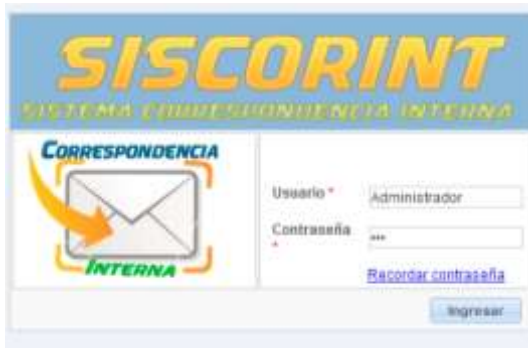 SISCORINT
SISTEMA CORRESPONDENCIA INTERNA
CORRESPONDENCIA
INTERNA
Usuario *
Administrador
Contraseña
*
•••
Recordar contraseña
Ingresar